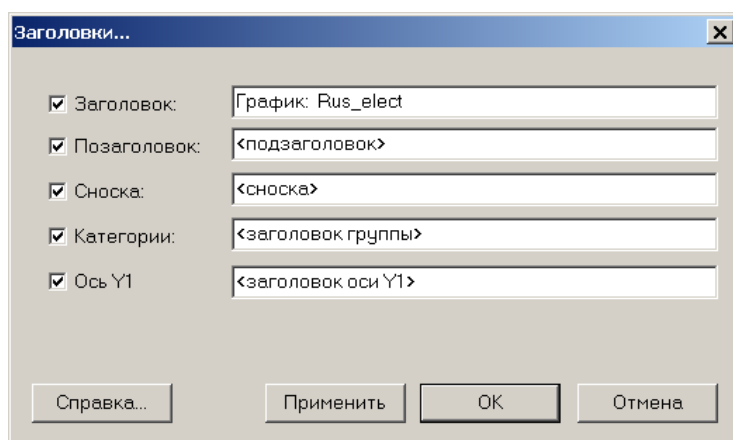 Заголовки...
Заголовок: График: Rus_elect
Позаголовок: <подзаголовок>
Сноска: <сноска>
Категории: <заголовок группы>
Ось Y1 <заголовок оси Y1>
Справка... Применить OK Отмена